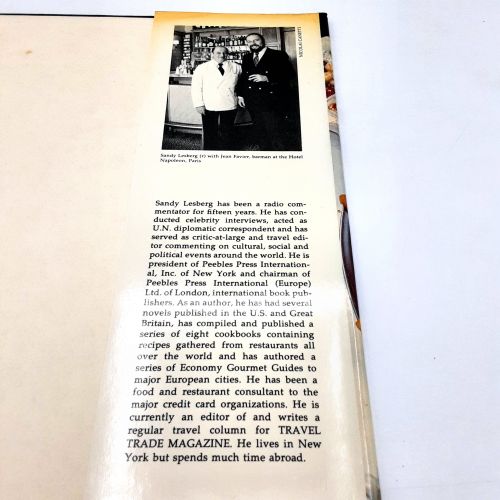 Sandy Lesberg (r) with Jean Favier, barman at the Hotel
Napoleon, Paris
Sandy Lesberg has been a radio com-
mentator for fifteen years. He has con-
ducted celebrity interviews, acted as
U.N. diplomatic correspondent and has
served as critic-at-large and travel edi-
tor commenting on cultural, social and
political events around the world. He is
president of Peebles Press Internation-
al, Inc. of New York and chairman of
Peebles Press International (Europe)
Ltd. of London, international book pub-
lishers. As an author, he has had several
novels published in the U.S. and Great
Britain, has compiled and published a
series of eight cookbooks containing
recipes gathered from restaurants all
over the world and has authored a
series of Economy Gourmet Guides to
major European cities. He has been a
food and restaurant consultant to the
major credit card organizations. He is
currently an editor of and writes a
regular travel column for TRAVEL
TRADE MAGAZINE. He lives in New
York but spends much time abroad.